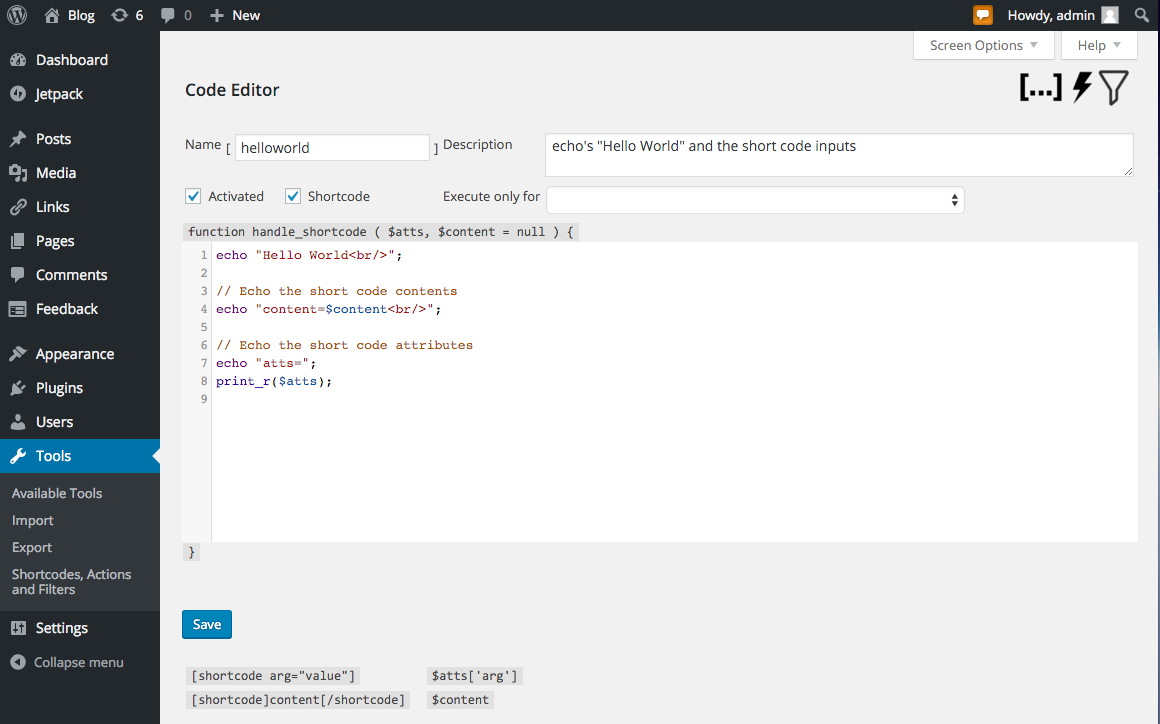 Blog 6 0 + New Howdy, admin
Screen Options Help
Dashboard
Jetpack
Posts
Media
Links
Pages
Comments
Feedback
Appearance
Plugins
Users
Tools
Available Tools
Import
Export
Shortcodes, Actions
and Filters
Settings
Collapse menu
Code Editor
[...]
Name [ helloworld ] Description echo's "Hello World" and the short code inputs
Activated Shortcode Execute only for
function handle_shortcode ( $atts, $content = null ) {
1 echo "Hello World<br/>";
2
3 // Echo the short code contents
4 echo "content=$content<br/>";
5
6 // Echo the short code attributes
7 echo "atts=";
8 print_r($atts);
9
}
Save
[shortcode arg="value"] $atts['arg']
[shortcode]content[/shortcode] $content